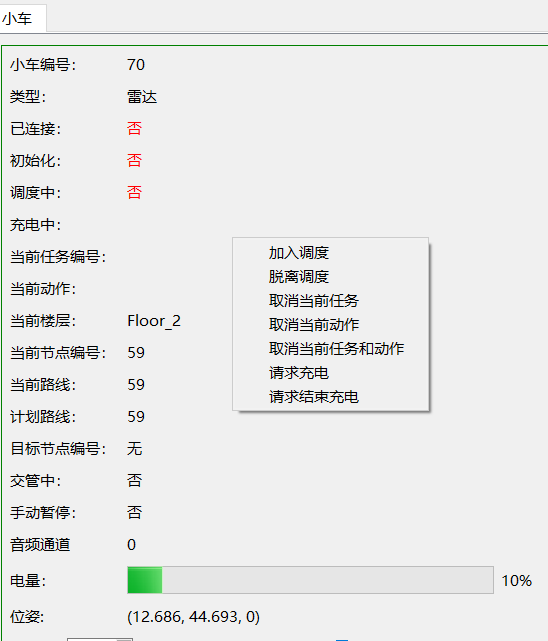 小车
小车编号： 70
类型： 雷达
已连接： 否
初始化： 否
调度中： 否
充电中：
当前任务编号：
当前动作：
当前楼层： Floor_2
当前节点编号： 59
当前路线： 59
计划路线： 59
目标节点编号： 无
交管中： 否
手动暂停： 否
音频通道 0
电量： 10%
位姿： (12.686, 44.693, 0)
加入调度
脱离调度
取消当前任务
取消当前动作
取消当前任务和动作
请求充电
请求结束充电